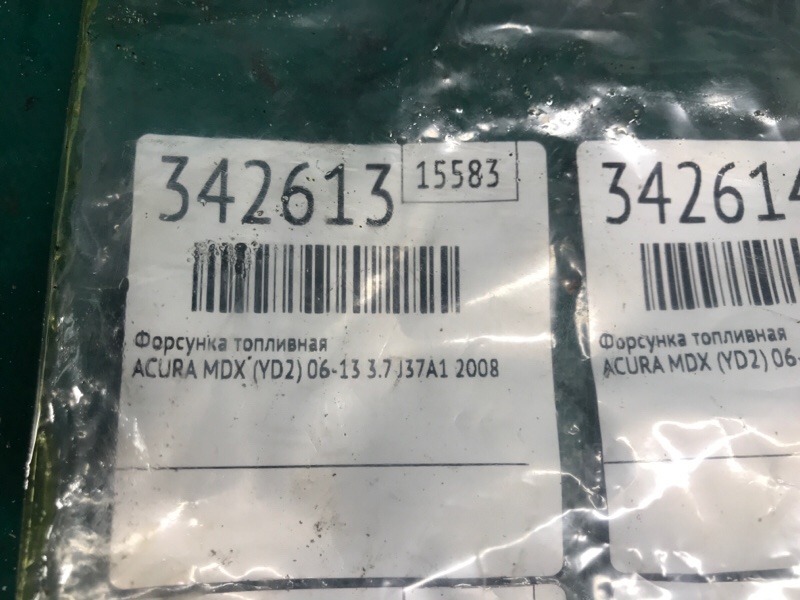 342613
15583
Форсунка топливная
ACURA MDX (YD2) 06-13 3.7 J37A1 2008
342614
Форсунка топливная
ACURA MDX (YD2) 06-